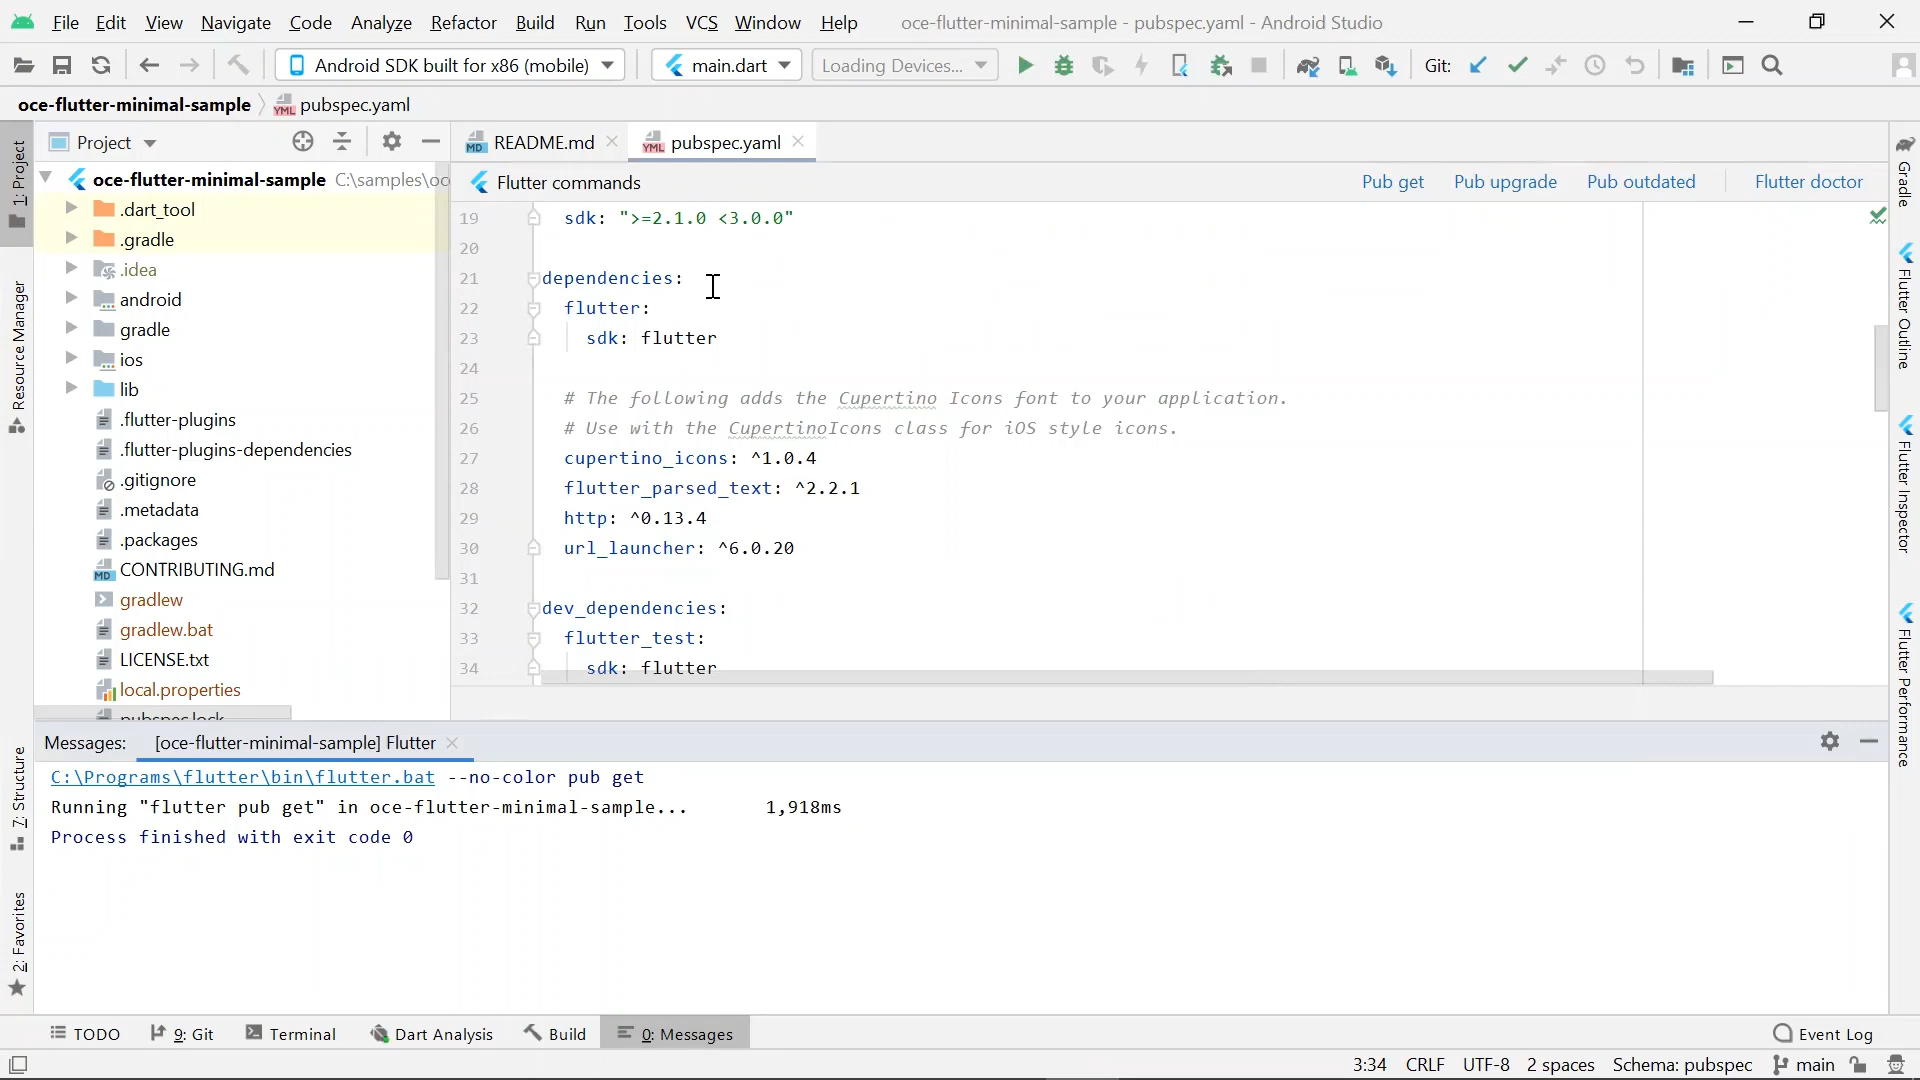 File Edit View Navigate Code Analyze Refactor Build Run Tools VCS Window Help oce-flutter-minimal-sample - pubspec.yaml - Android Studio
Android SDK built for x86 (mobile) main.dart Loading Devices... Git:
oce-flutter-minimal-sample pubspec.yaml
Project README.md pubspec.yaml
oce-flutter-minimal-sample C:\samples\oc
Flutter commands Pub get Pub upgrade Pub outdated Flutter doctor
.dart_tool
.gradle
.idea
android
gradle
ios
lib
.flutter-plugins
.flutter-plugins-dependencies
.gitignore
.metadata
.packages
CONTRIBUTING.md
gradlew
gradlew.bat
LICENSE.txt
local.properties
pubspec.lock
19 sdk: ">=2.1.0 <3.0.0"
20
21 dependencies:
22 flutter:
23 sdk: flutter
24
25 # The following adds the Cupertino Icons font to your application.
26 # Use with the CupertinoIcons class for iOS style icons.
27 cupertino_icons: ^1.0.4
28 flutter_parsed_text: ^2.2.1
29 http: ^0.13.4
30 url_launcher: ^6.0.20
31
32 dev_dependencies:
33 flutter_test:
34 sdk: flutter
1: Project
Resource Manager
7: Structure
2: Favorites
Gradle
Flutter Outline
Flutter Inspector
Flutter Performance
Messages: [oce-flutter-minimal-sample] Flutter
C:\Programs\flutter\bin\flutter.bat --no-color pub get
Running "flutter pub get" in oce-flutter-minimal-sample... 1,918ms
Process finished with exit code 0
TODO 9: Git Terminal Dart Analysis Build 0: Messages Event Log
3:34 CRLF UTF-8 2 spaces Schema: pubspec main